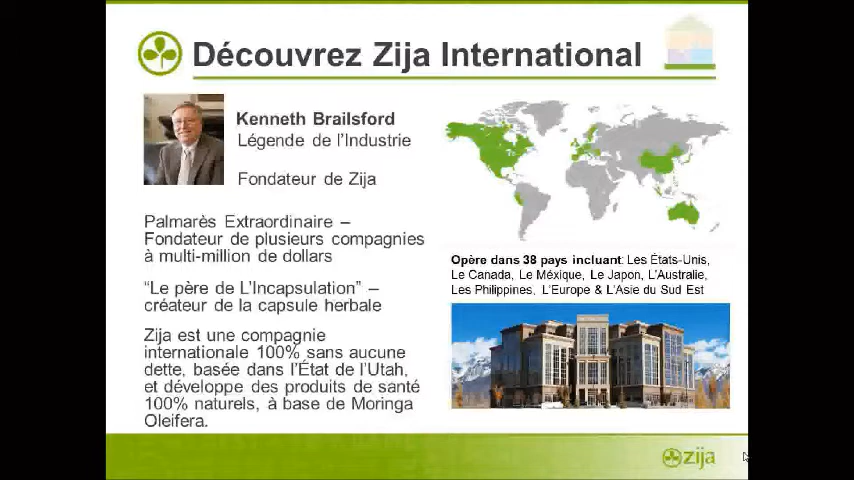 Découvrez Zija International
Kenneth Brailsford
Légende de l'Industrie
Fondateur de Zija
Palmarès Extraordinaire –
Fondateur de plusieurs compagnies
à multi-million de dollars
“Le père de L'Incapsulation” –
créateur de la capsule herbale
Zija est une compagnie
internationale 100% sans aucune
dette, basée dans l'État de l'Utah,
et développe des produits de santé
100% naturels, à base de Moringa
Oleifera.
Opère dans 38 pays incluant: Les États-Unis,
Le Canada, Le Méxique, Le Japon, L'Australie,
Les Philippines, L'Europe & L'Asie du Sud Est
zija